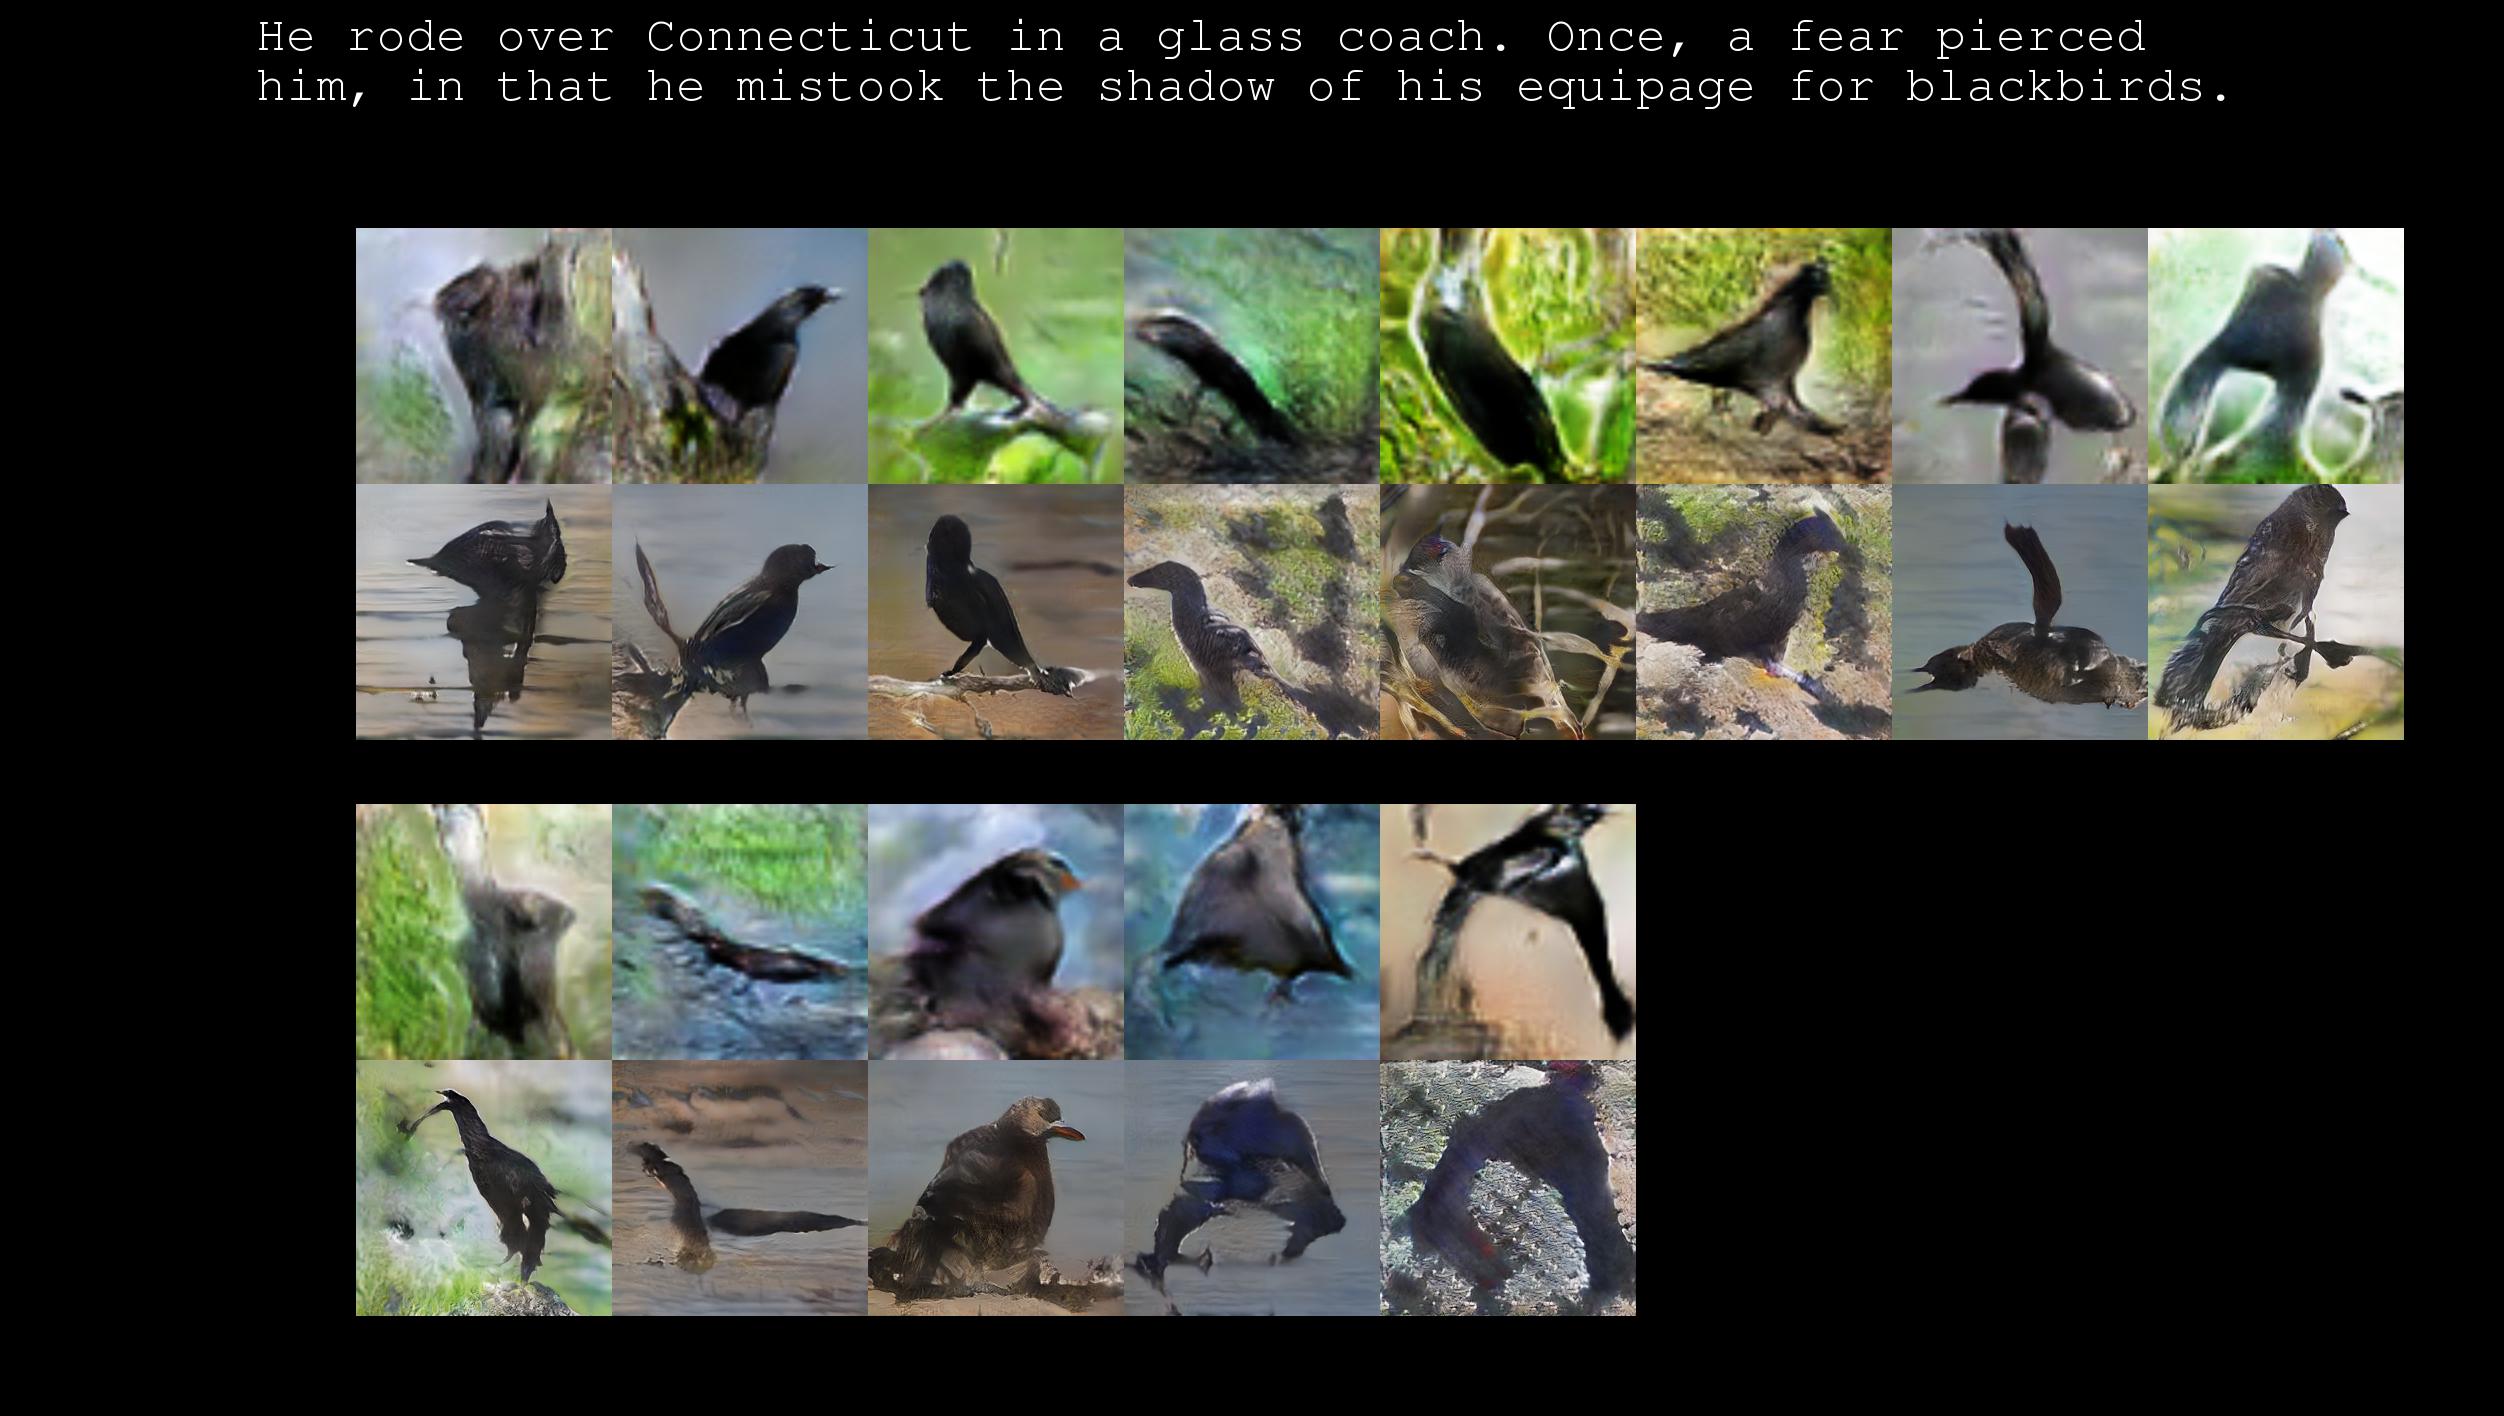 He rode over Connecticut in a glass coach. Once, a fear pierced
him, in that he mistook the shadow of his equipage for blackbirds.